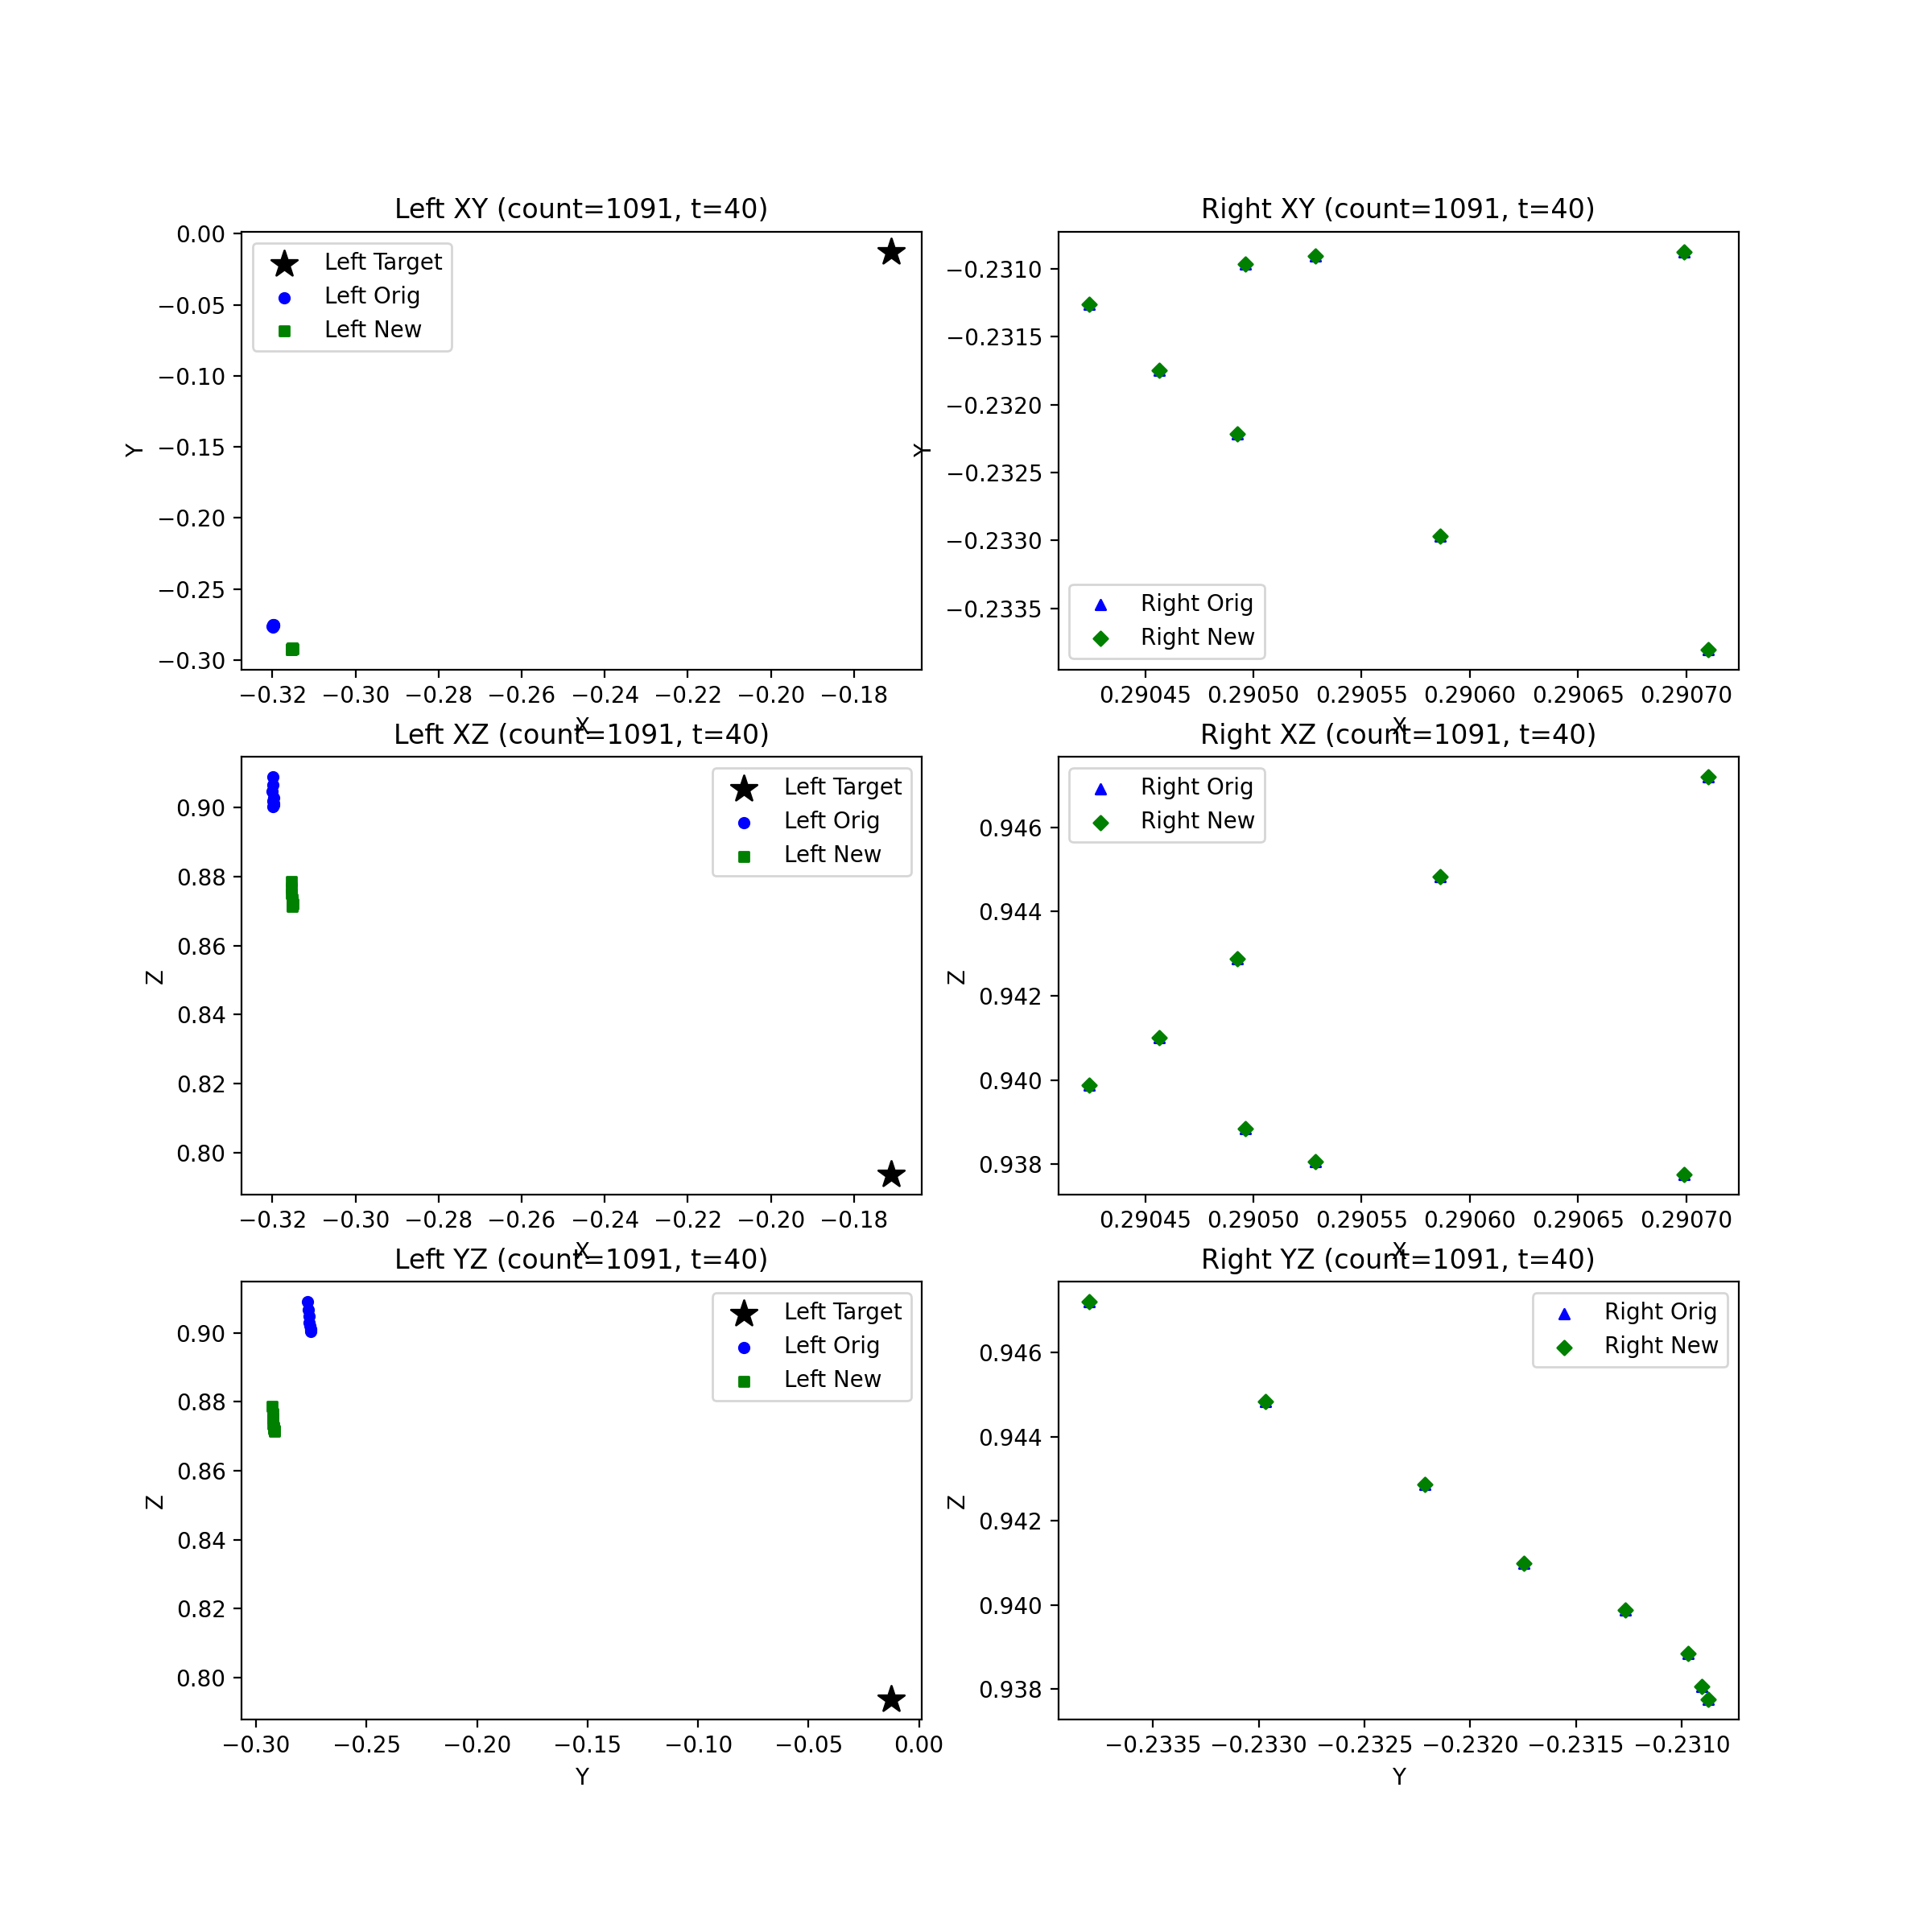 Left XY (count=1091, t=40)
0.00
−0.05
−0.10
−0.15
−0.20
−0.25
−0.30
Y
Left Target
Left Orig
Left New
−0.32 −0.30 −0.28 −0.26 −0.24 −0.22 −0.20 −0.18
X
Right XY (count=1091, t=40)
−0.2310
−0.2315
−0.2320
−0.2325
−0.2330
−0.2335
Y
Right Orig
Right New
0.29045 0.29050 0.29055 0.29060 0.29065 0.29070
X
Left XZ (count=1091, t=40)
0.90
0.88
0.86
0.84
0.82
0.80
Z
Left Target
Left Orig
Left New
−0.32 −0.30 −0.28 −0.26 −0.24 −0.22 −0.20 −0.18
X
Right XZ (count=1091, t=40)
0.946
0.944
0.942
0.940
0.938
Z
Right Orig
Right New
0.29045 0.29050 0.29055 0.29060 0.29065 0.29070
X
Left YZ (count=1091, t=40)
0.90
0.88
0.86
0.84
0.82
0.80
Z
Left Target
Left Orig
Left New
−0.30 −0.25 −0.20 −0.15 −0.10 −0.05 0.00
Y
Right YZ (count=1091, t=40)
0.946
0.944
0.942
0.940
0.938
Z
Right Orig
Right New
−0.2335 −0.2330 −0.2325 −0.2320 −0.2315 −0.2310
Y